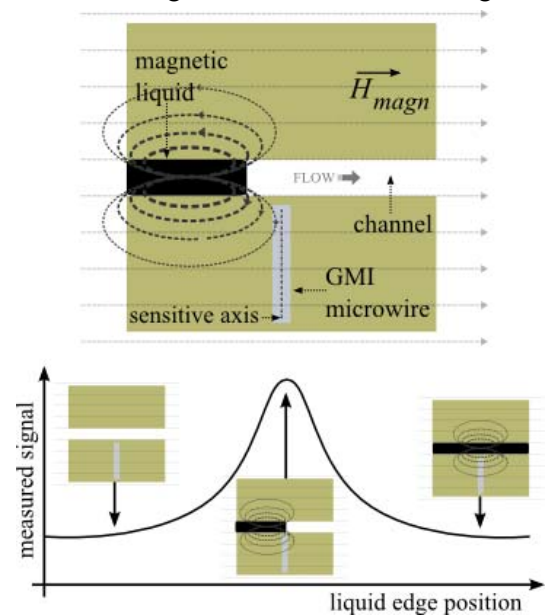 magnetic
liquid
H magn
FLOW
channel
GMI
microwire
sensitive axis
measured signal
liquid edge position